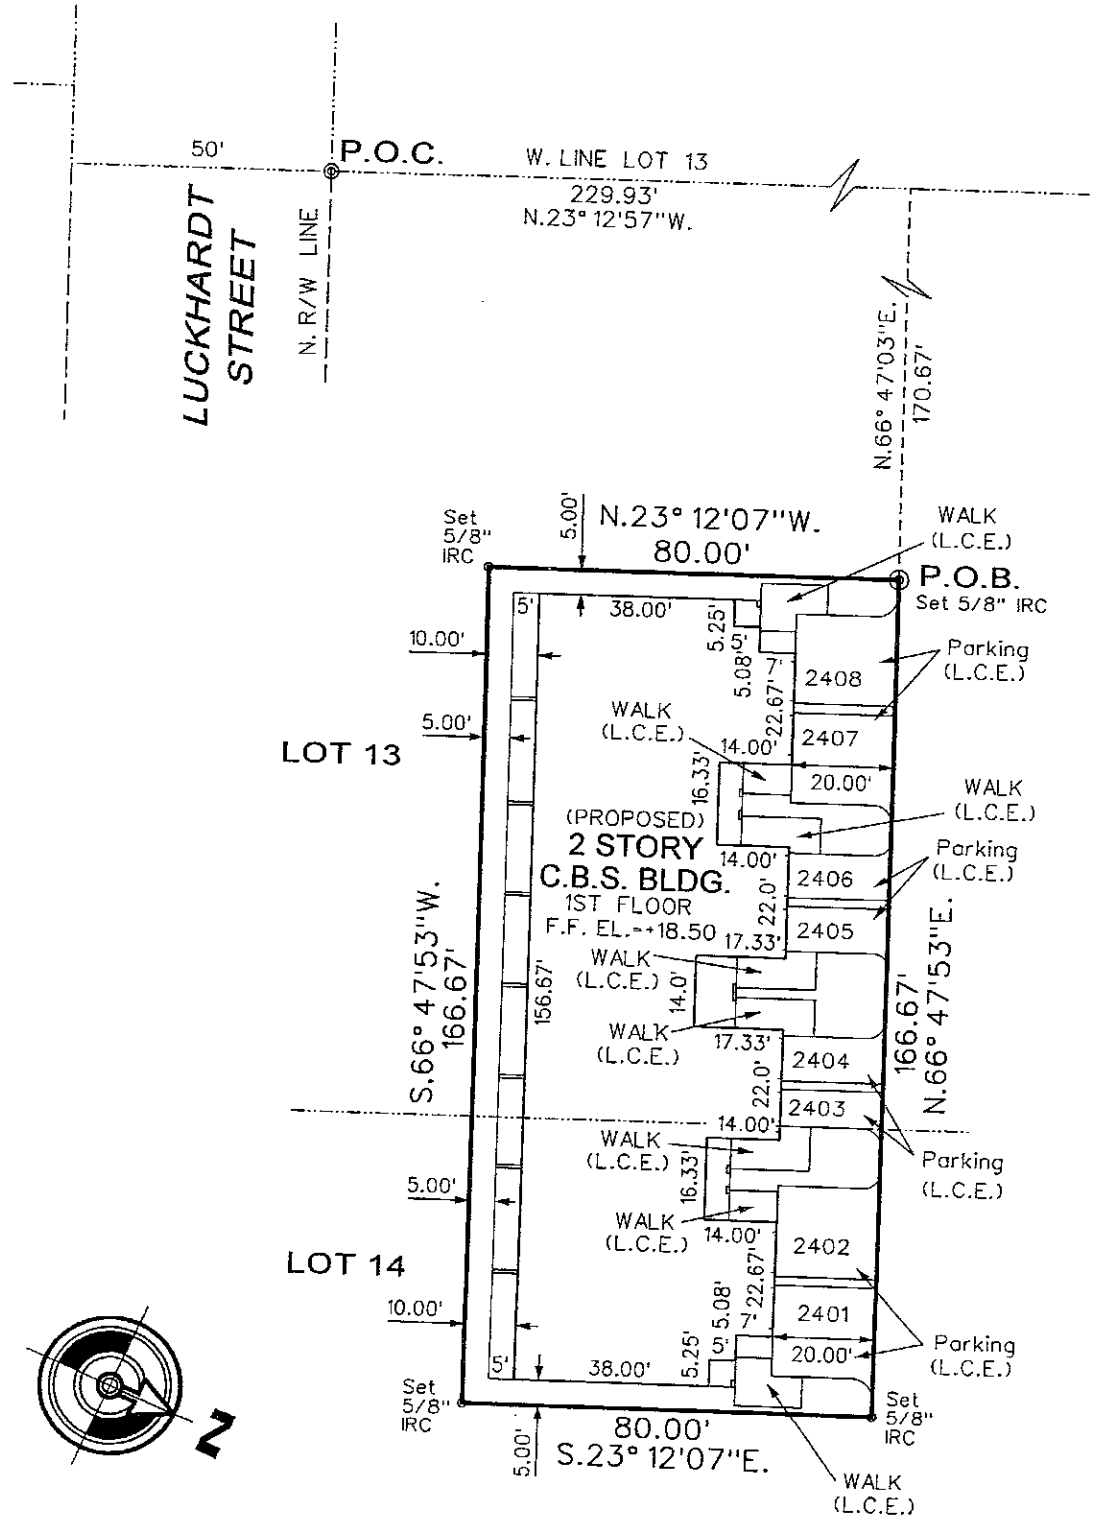 50'
P.O.C.
W. LINE LOT 13
229.93'
N.23° 12'57"W.
LUCKHARDT
STREET
N. R/W LINE
N.66° 47'03"E.
170.67'
Set
5/8"
IRC
5.00'
N.23° 12'07"W.
80.00'
WALK
(L.C.E.)
P.O.B.
Set 5/8" IRC
5'
38.00'
5.25'
5'
5.08'
7'
10.00'
Parking
(L.C.E.)
2408
22.67'
2407
WALK
(L.C.E.)
5.00'
14.00'
LOT 13
16.33'
20.00'
WALK
(L.C.E.)
(PROPOSED)
2 STORY
C.B.S. BLDG.
1ST FLOOR
F.F. EL.=+18.50
14.00'
Parking
(L.C.E.)
2406
22.0'
2405
17.33'
WALK
(L.C.E.)
14.0'
WALK
(L.C.E.)
17.33'
S.66° 47'53"W.
166.67'
156.67'
166.67'
N.66° 47'53"E.
2404
22.0'
2403
14.00'
WALK
(L.C.E.)
Parking
(L.C.E.)
16.33'
5.00'
WALK
(L.C.E.)
14.00'
2402
LOT 14
22.67'
5.08'
7'
2401
10.00'
5'
5.25'
20.00'
Parking
(L.C.E.)
5'
38.00'
Set
5/8"
IRC
Set
5/8"
IRC
80.00'
S.23° 12'07"E.
5.00'
WALK
(L.C.E.)
N